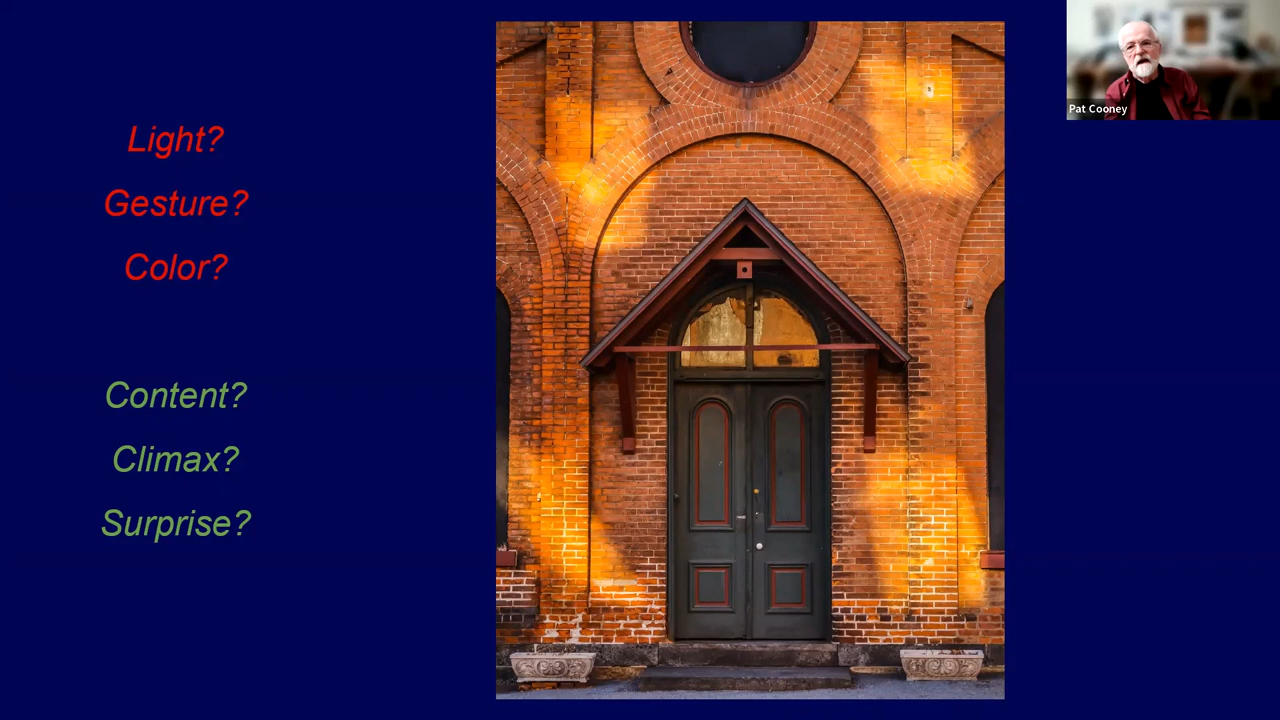 Light?
Gesture?
Color?
Content?
Climax?
Surprise?
Pat Cooney